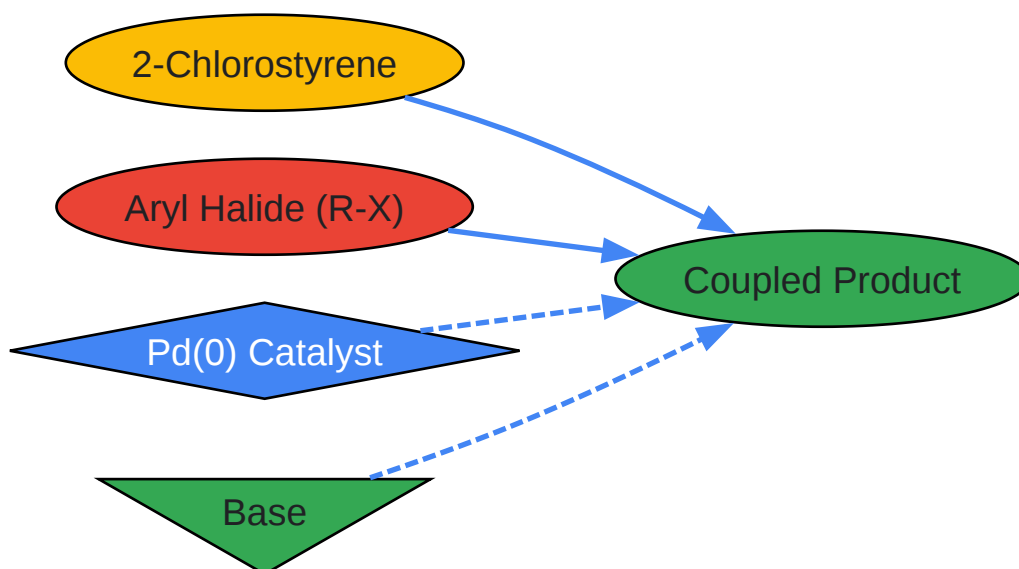 2-Chlorostyrene
Aryl Halide (R-X)
Coupled Product
Pd(0) Catalyst
Base